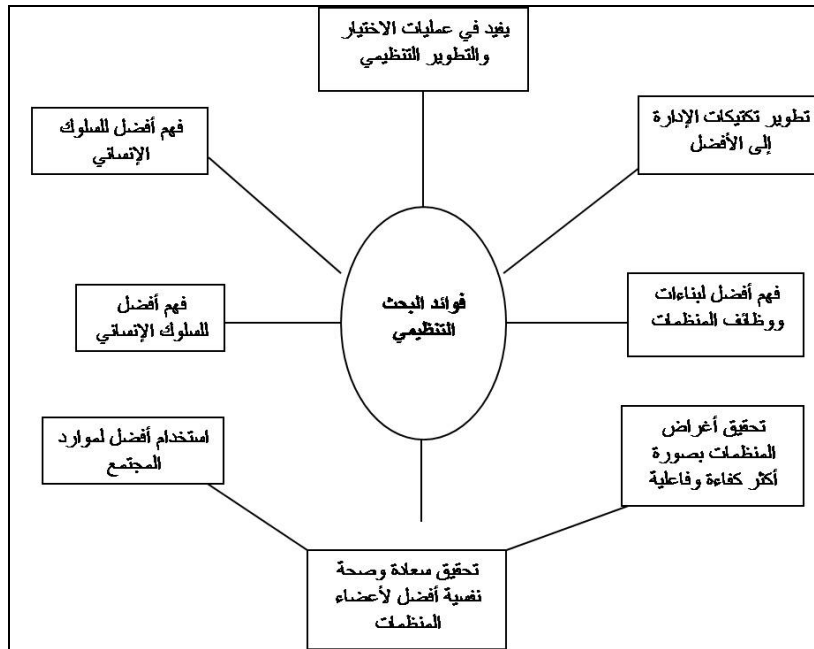 يفيد في عمليات الاختيار
والتطوير التنظيمي
تطوير تكتيكات الإدارة
إلى الأفضل
فهم أفضل للسلوك
الإنساني
فوائد البحث
التنظيمي
فهم أفضل لبناءات
ووظائف المنظمات
فهم أفضل
للسلوك الإنساني
تحقيق أغراض
المنظمات بصورة
أكثر كفاءة وفاعلية
استخدام أفضل لموارد
المجتمع
تحقيق سعادة وصحة
نفسية أفضل لأعضاء
المنظمات